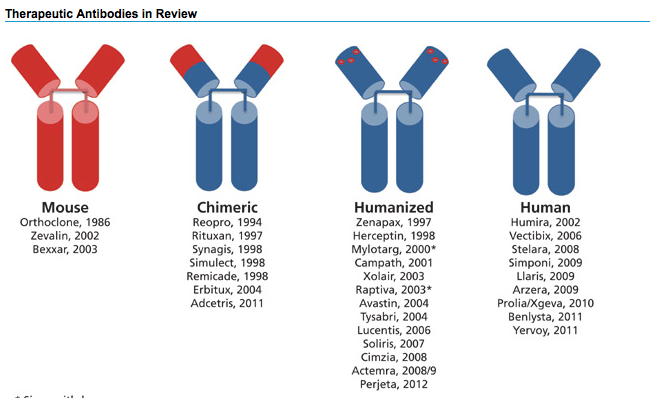 Therapeutic Antibodies in Review
Mouse
Orthoclone, 1986
Zevalin, 2002
Bexxar, 2003
Chimeric
Reopro, 1994
Rituxan, 1997
Synagis, 1998
Simulect, 1998
Remicade, 1998
Erbitux, 2004
Adcetris, 2011
Humanized
Zenapax, 1997
Herceptin, 1998
Mylotarg, 2000*
Campath, 2001
Xolair, 2003
Raptiva, 2003*
Avastin, 2004
Tysabri, 2004
Lucentis, 2006
Soliris, 2007
Cimzia, 2008
Actemra, 2008/9
Perjeta, 2012
Human
Humira, 2002
Vectibix, 2006
Stelara, 2008
Simponi, 2009
Llaris, 2009
Arzera, 2009
Prolia/Xgeva, 2010
Benlysta, 2011
Yervoy, 2011